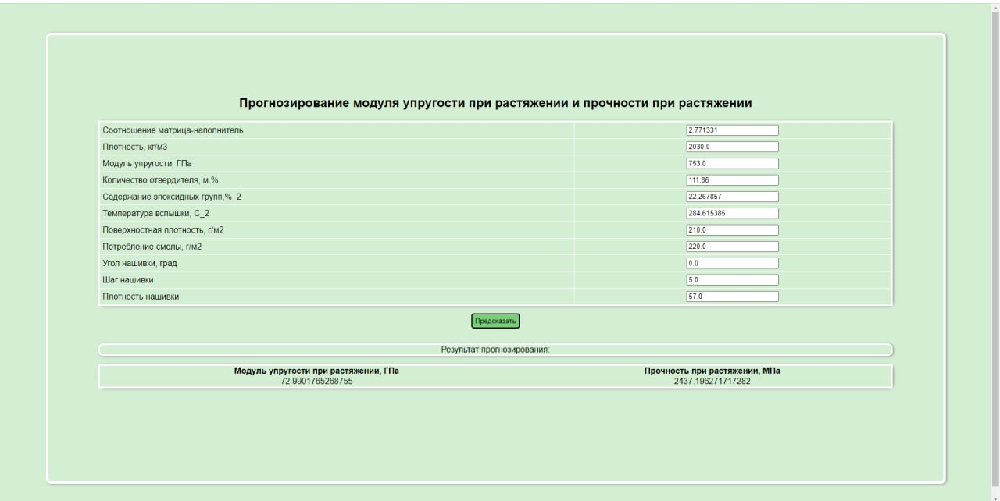 Прогнозирование модуля упругости при растяжении и прочности при растяжении
Соотношение матрица-наполнитель 2.771331
Плотность, кг/м3 2030.0
Модуль упругости, ГПа 753.0
Количество отвердителя, м.% 111.86
Содержание эпоксидных групп,%_2 22.267857
Температура вспышки, С_2 284.615385
Поверхностная плотность, г/м2 210.0
Потребление смолы, г/м2 220.0
Угол нашивки, град 0.0
Шаг нашивки 5.0
Плотность нашивки 57.0
Предсказать
Результат прогнозирования:
Модуль упругости при растяжении, ГПа Прочность при растяжении, МПа
72.9901765268755 2437.196271717282